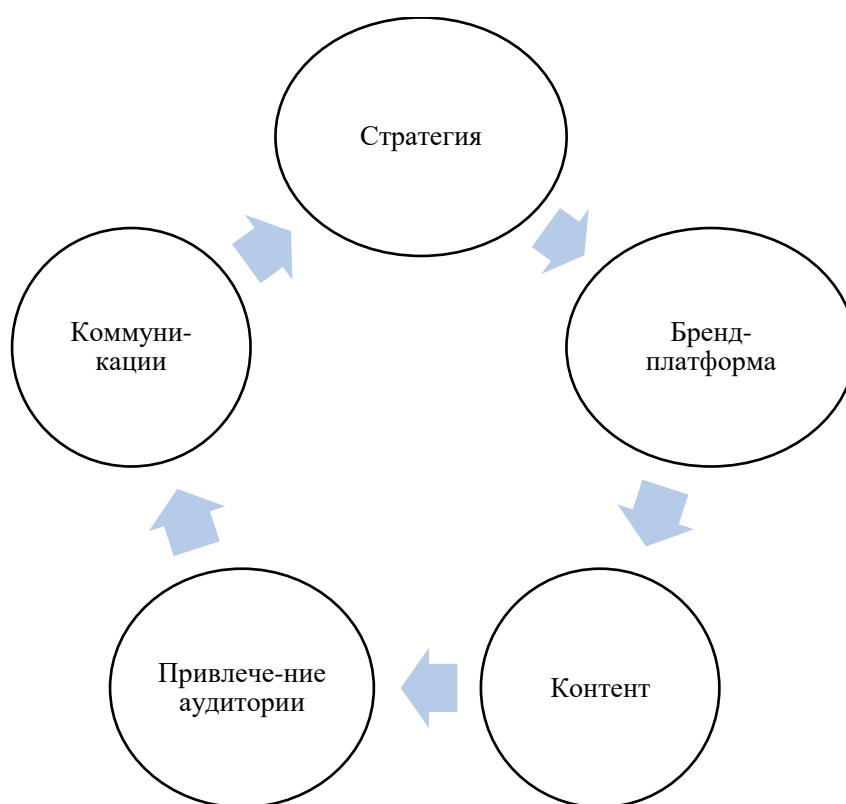 Стратегия
Бренд-
платформа
Контент
Привлече-ние
аудитории
Коммуни-
кации